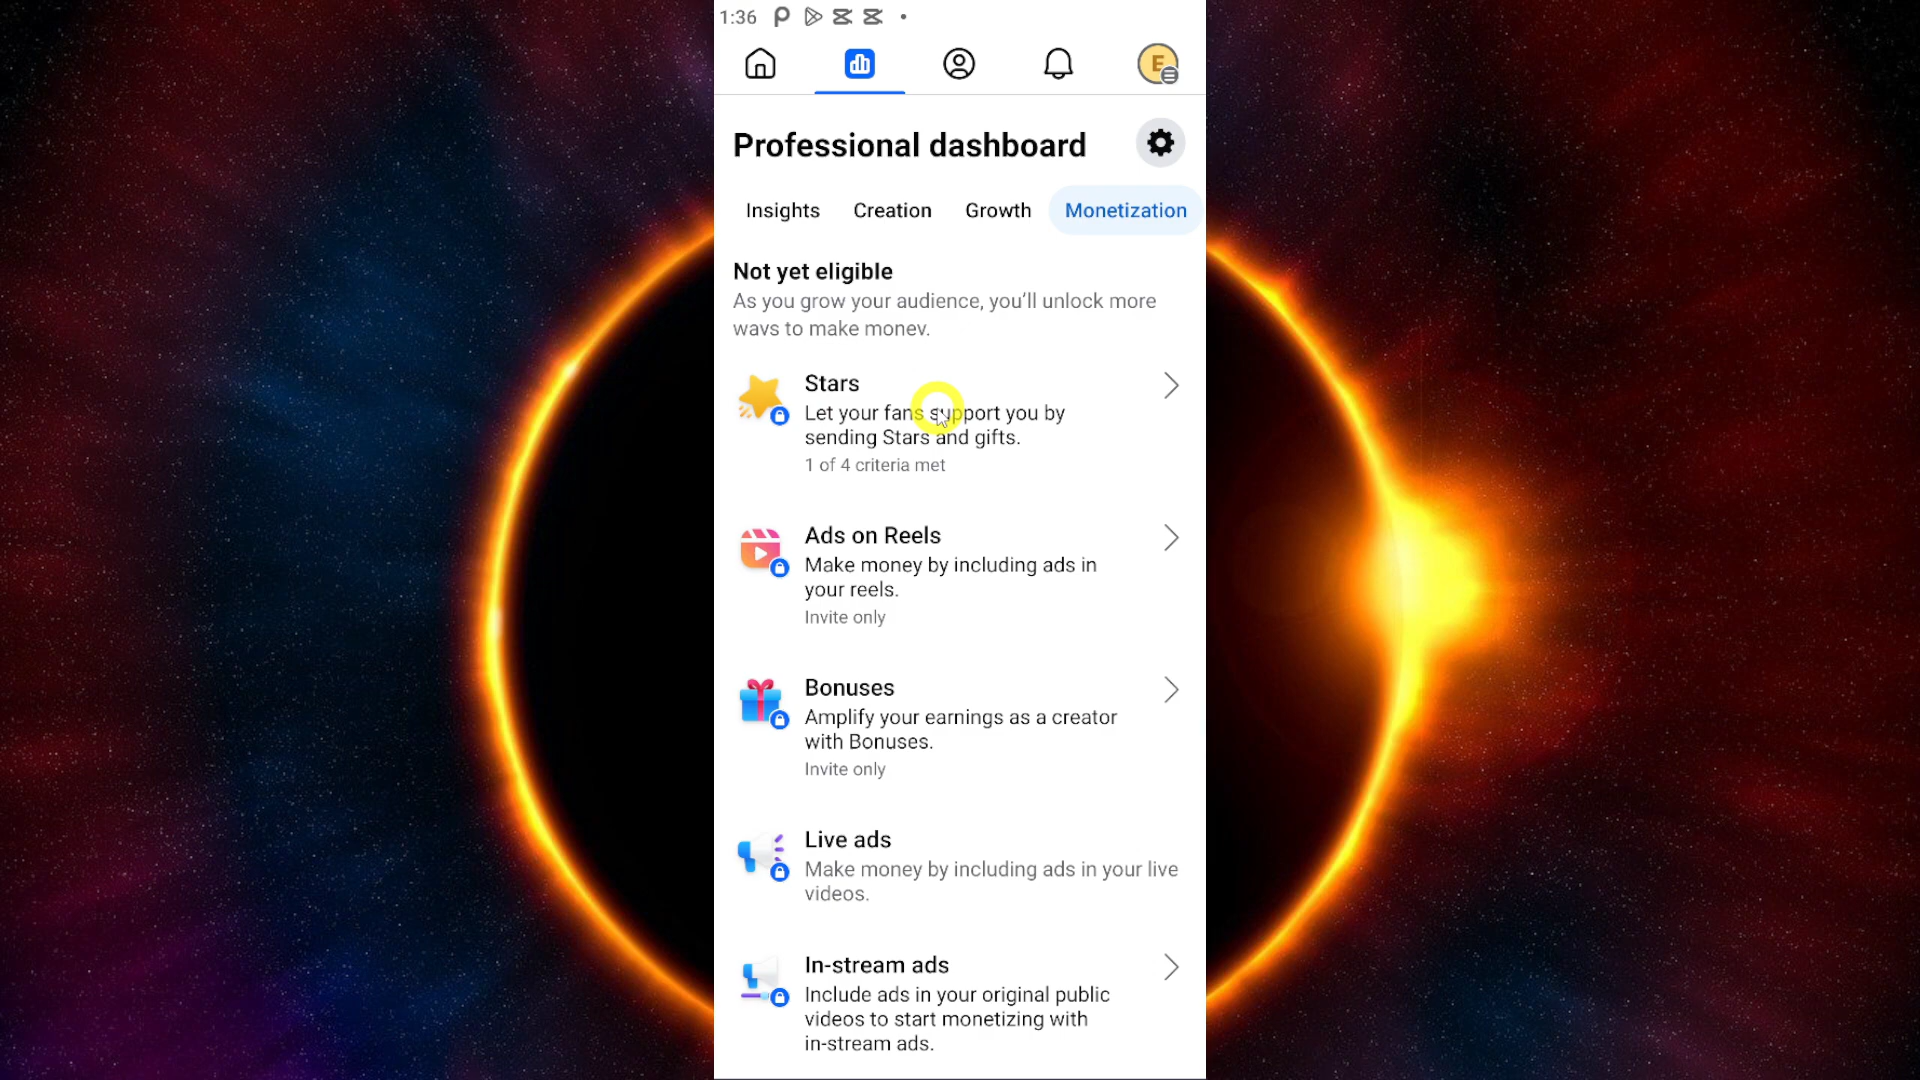 1:36
E
Professional dashboard
Insights Creation Growth Monetization
Not yet eligible
As you grow your audience, you'll unlock more
ways to make money.
Stars
Let your fans support you by
sending Stars and gifts.
1 of 4 criteria met
Ads on Reels
Make money by including ads in
your reels.
Invite only
Bonuses
Amplify your earnings as a creator
with Bonuses.
Invite only
Live ads
Make money by including ads in your live
videos.
In-stream ads
Include ads in your original public
videos to start monetizing with
in-stream ads.